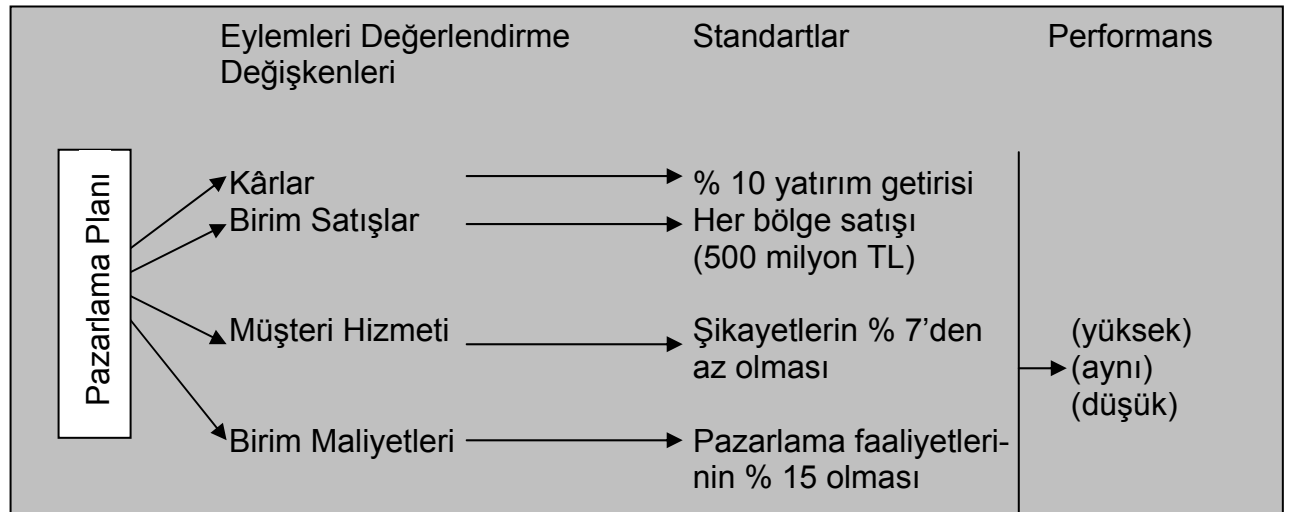 Eylemleri Değerlendirme
Değişkenleri
Standartlar
Performans
Pazarlama Planı
Kârlar
% 10 yatırım getirisi
Birim Satışlar
Her bölge satışı
(500 milyon TL)
Müşteri Hizmeti
Şikayetlerin % 7’den
az olması
(yüksek)
(aynı)
(düşük)
Birim Maliyetleri
Pazarlama faaliyetleri-
nin % 15 olması